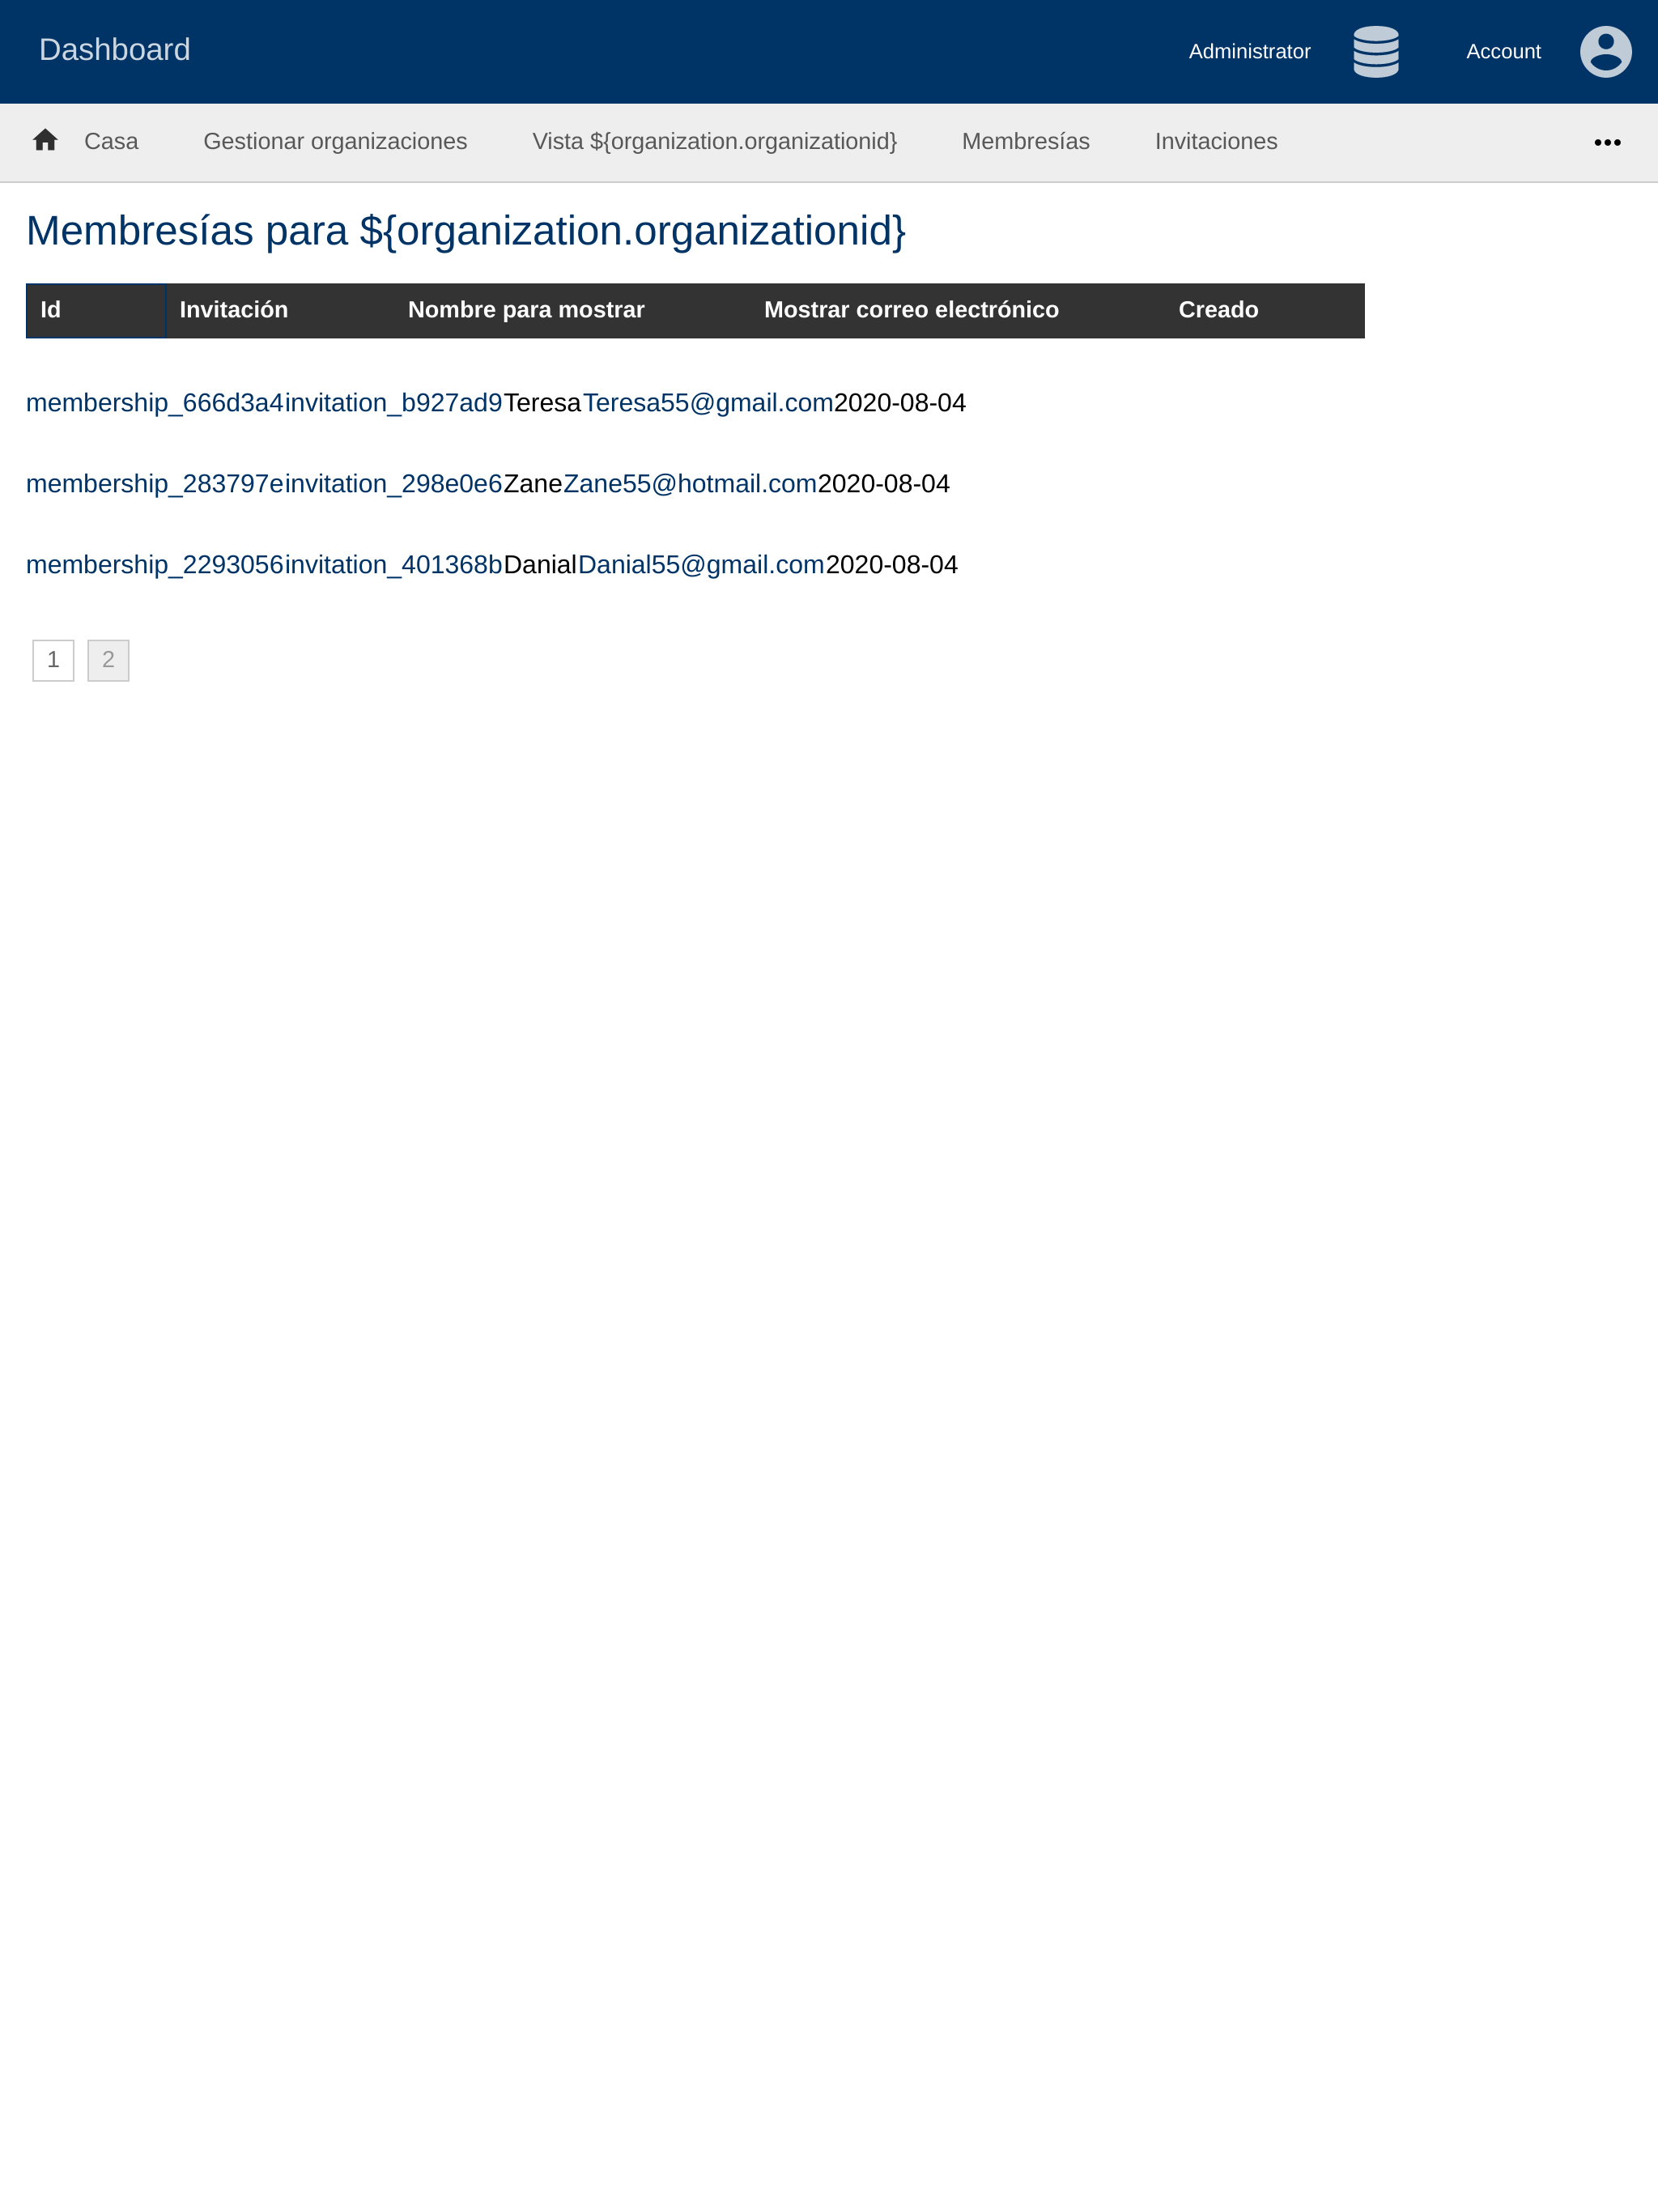 Dashboard Administrator Account
Casa Gestionar organizaciones Vista ${organization.organizationid} Membresías Invitaciones
Membresías para ${organization.organizationid}
Id Invitación Nombre para mostrar Mostrar correo electrónico Creado
membership_666d3a4invitation_b927ad9TeresaTeresa55@gmail.com2020-08-04
membership_283797einvitation_298e0e6ZaneZane55@hotmail.com2020-08-04
membership_2293056invitation_401368bDanialDanial55@gmail.com2020-08-04
1 2